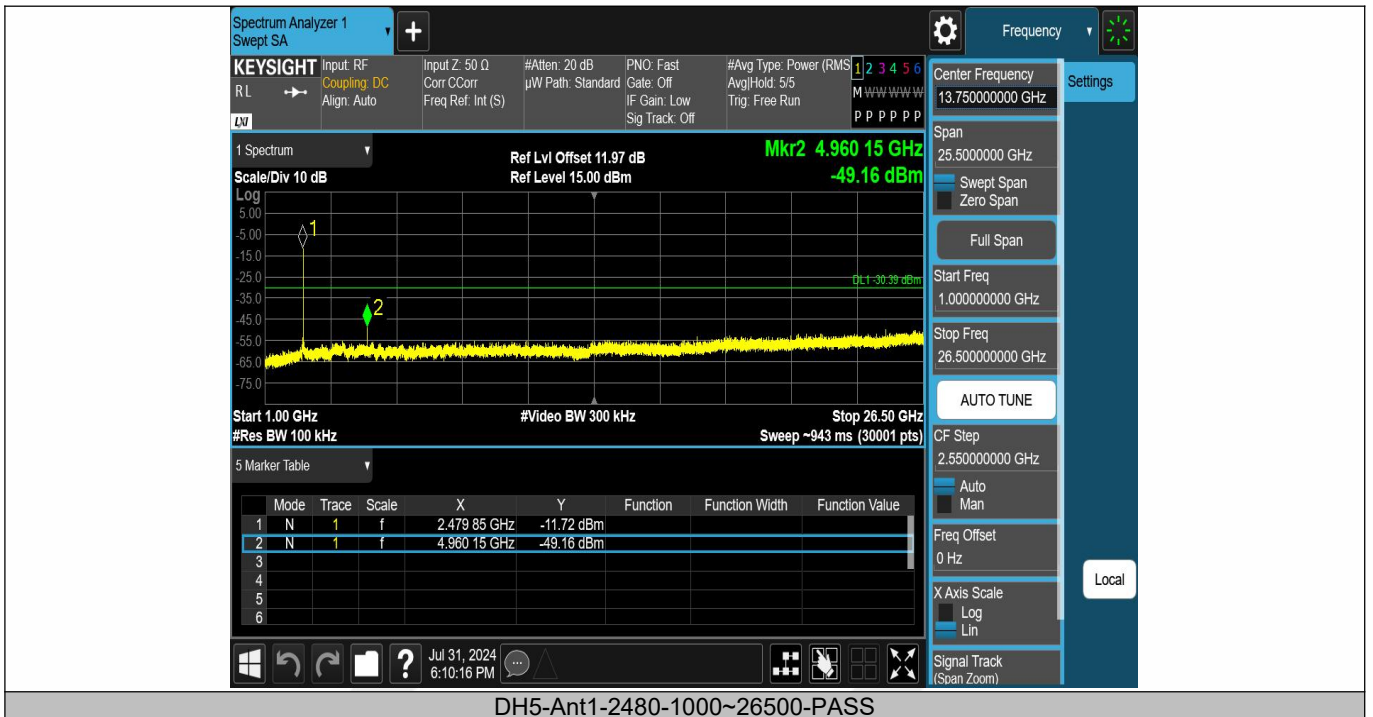 Spectrum Analyzer 1
Swept SA
Frequency
KEYSIGHT
RL
LXI
Input: RF
Coupling: DC
Align: Auto
Input Z: 50 Ω
Corr CCorr
Freq Ref: Int (S)
#Atten: 20 dB
µW Path: Standard
PNO: Fast
Gate: Off
IF Gain: Low
Sig Track: Off
#Avg Type: Power (RMS
Avg|Hold: 5/5
Trig: Free Run
1 2 3 4 5 6
M W W W W W
P P P P P P
1 Spectrum
Scale/Div 10 dB
Ref Lvl Offset 11.97 dB
Ref Level 15.00 dBm
Mkr2 4.960 15 GHz
-49.16 dBm
Log
5.00
-5.00
-15.0
-25.0
-35.0
-45.0
-55.0
-65.0
-75.0
1
2
DL1 -30.39 dBm
Start 1.00 GHz
#Res BW 100 kHz
#Video BW 300 kHz
Stop 26.50 GHz
Sweep ~943 ms (30001 pts)
5 Marker Table
Mode Trace Scale X Y Function Function Width Function Value
1 N 1 f 2.479 85 GHz -11.72 dBm
2 N 1 f 4.960 15 GHz -49.16 dBm
3
4
5
6
Jul 31, 2024
6:10:16 PM
?
Center Frequency
13.750000000 GHz
Settings
Span
25.5000000 GHz
Swept Span
Zero Span
Full Span
Start Freq
1.000000000 GHz
Stop Freq
26.500000000 GHz
AUTO TUNE
CF Step
2.550000000 GHz
Auto
Man
Freq Offset
0 Hz
X Axis Scale
Log
Lin
Local
Signal Track
(Span Zoom)
DH5-Ant1-2480-1000~26500-PASS